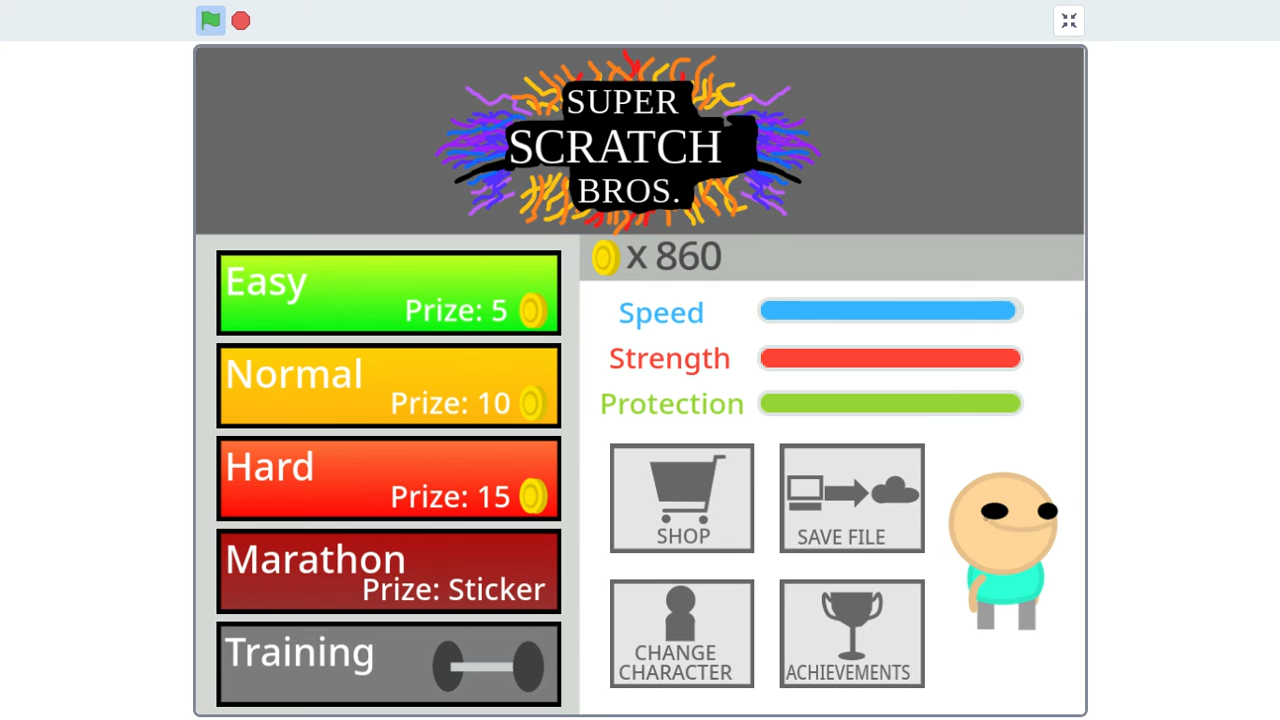 SUPER
SCRATCH
BROS.
x 860
Easy
Prize: 5
Normal
Prize: 10
Hard
Prize: 15
Marathon
Prize: Sticker
Training
Speed
Strength
Protection
SHOP
SAVE FILE
CHANGE
CHARACTER
ACHIEVEMENTS